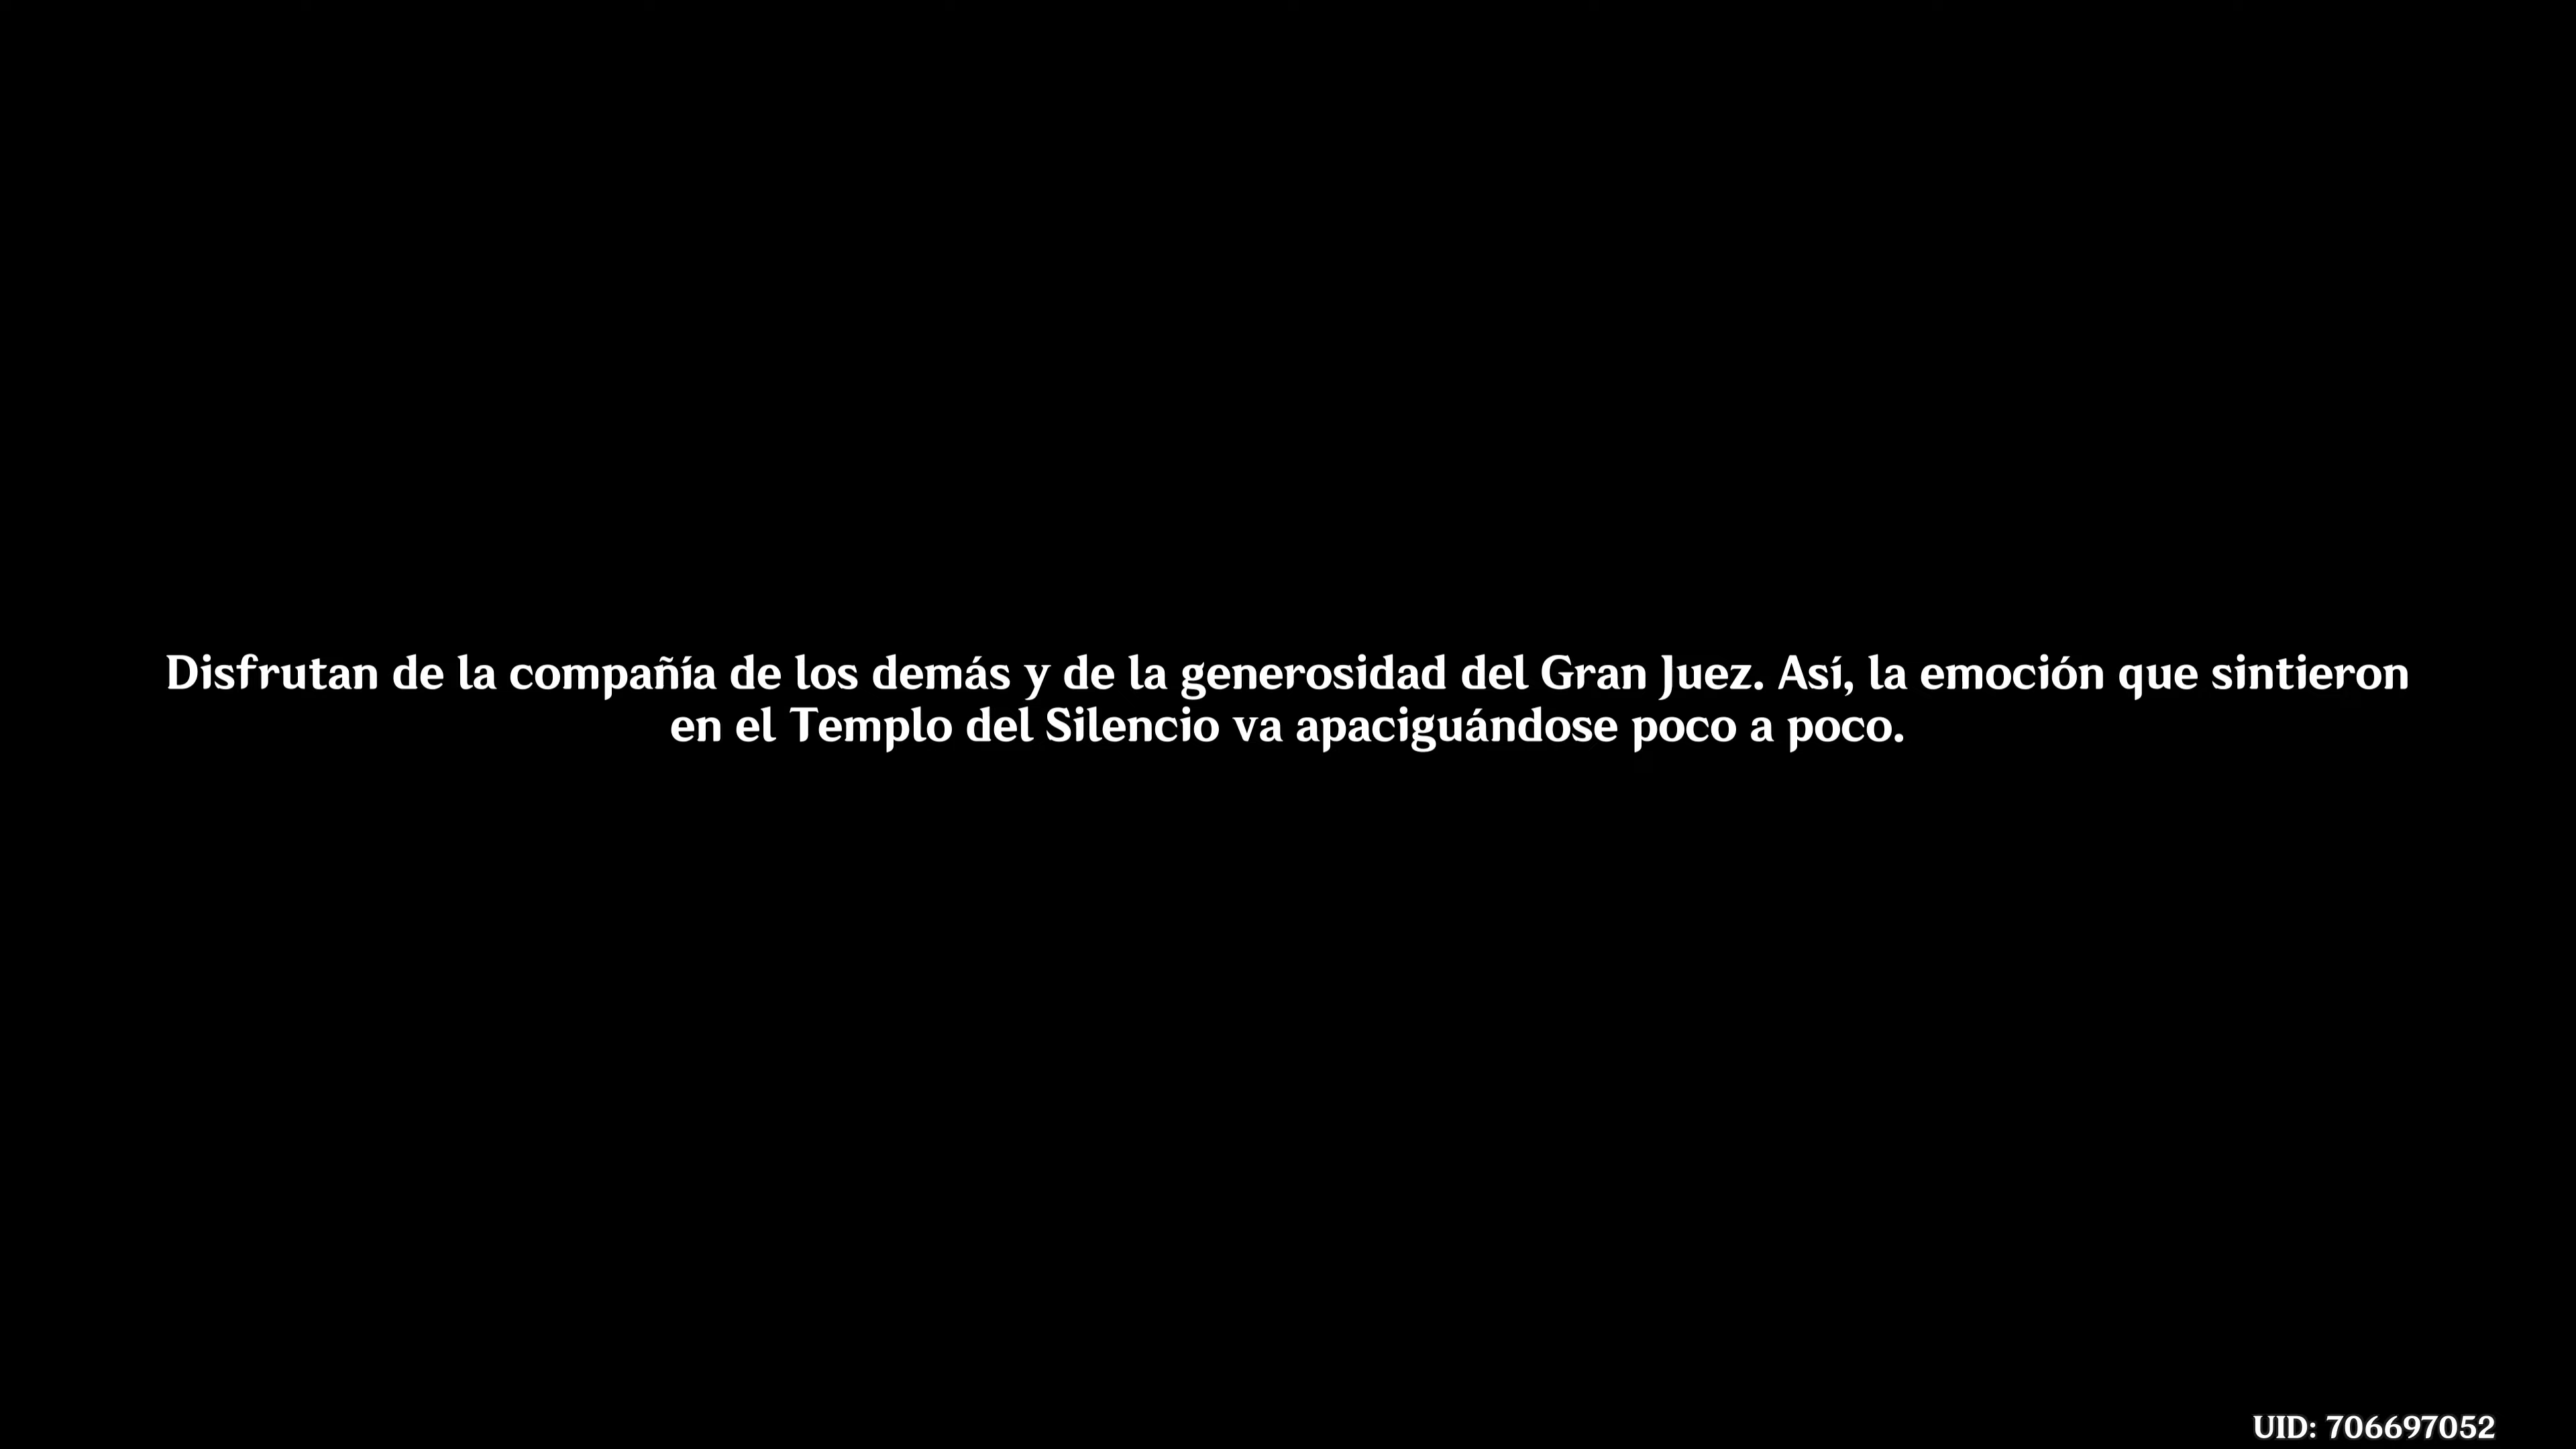 Disfrutan de la compañía de los demás y de la generosidad del Gran Juez. Así, la emoción que sintieron
en el Templo del Silencio va apaciguándose poco a poco.
UID: 706697052